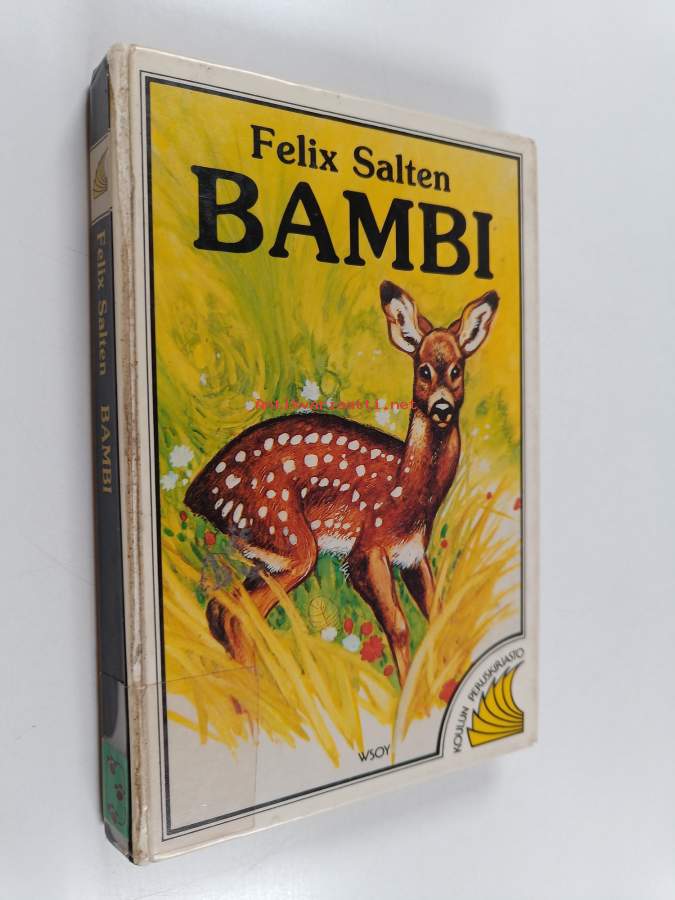 Felix Salten
BAMBI
Antikvariaatti.net
WSOY
KOULUN PERUSKIRJASTO
Felix Salten BAMBI